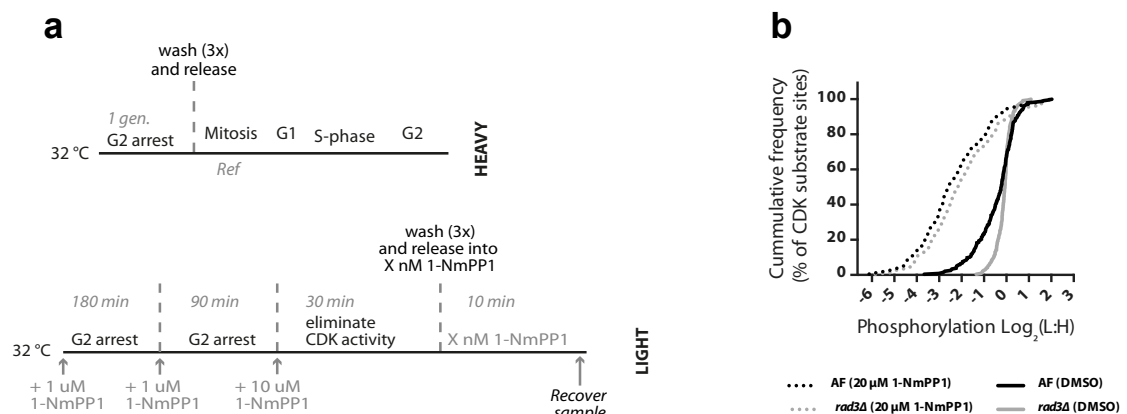 a
wash (3x)
and release
1 gen.
G2 arrest
Mitosis
G1
S-phase
G2
32 °C
Ref
HEAVY
wash (3x)
and release into
X nM 1-NmPP1
180 min
90 min
30 min
10 min
G2 arrest
G2 arrest
eliminate
CDK activity
X nM 1-NmPP1
32 °C
LIGHT
+ 1 uM
1-NmPP1
+ 1 uM
1-NmPP1
+ 10 uM
1-NmPP1
Recover
sample
b
Cummulative frequency
(% of CDK substrate sites)
100
80
60
40
20
0
-6
-5
-4
-3
-2
-1
0
1
2
3
Phosphorylation Log2(L:H)
AF (20 µM 1-NmPP1)
AF (DMSO)
rad3Δ (20 µM 1-NmPP1)
rad3Δ (DMSO)